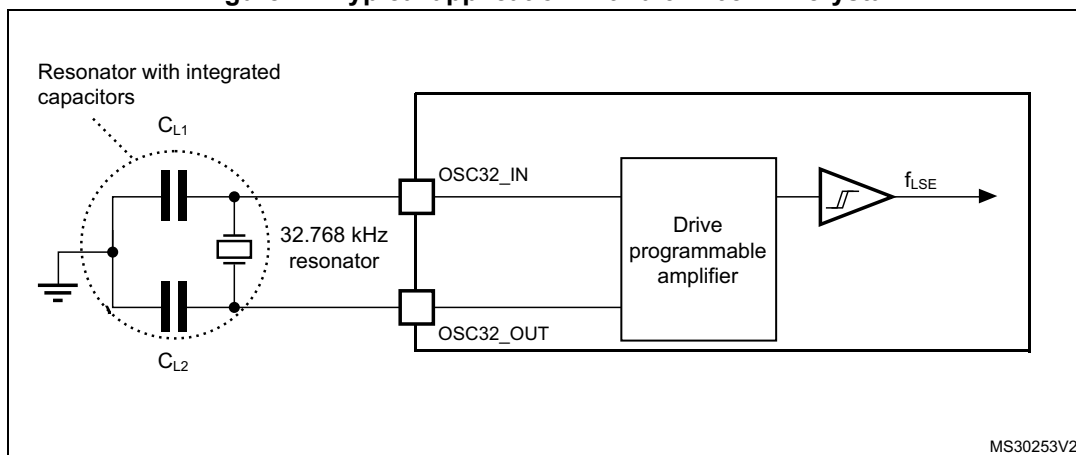 Resonator with integrated
capacitors
CL1
OSC32_IN
fLSE
32.768 kHz
resonator
Drive
programmable
amplifier
OSC32_OUT
CL2
MS30253V2